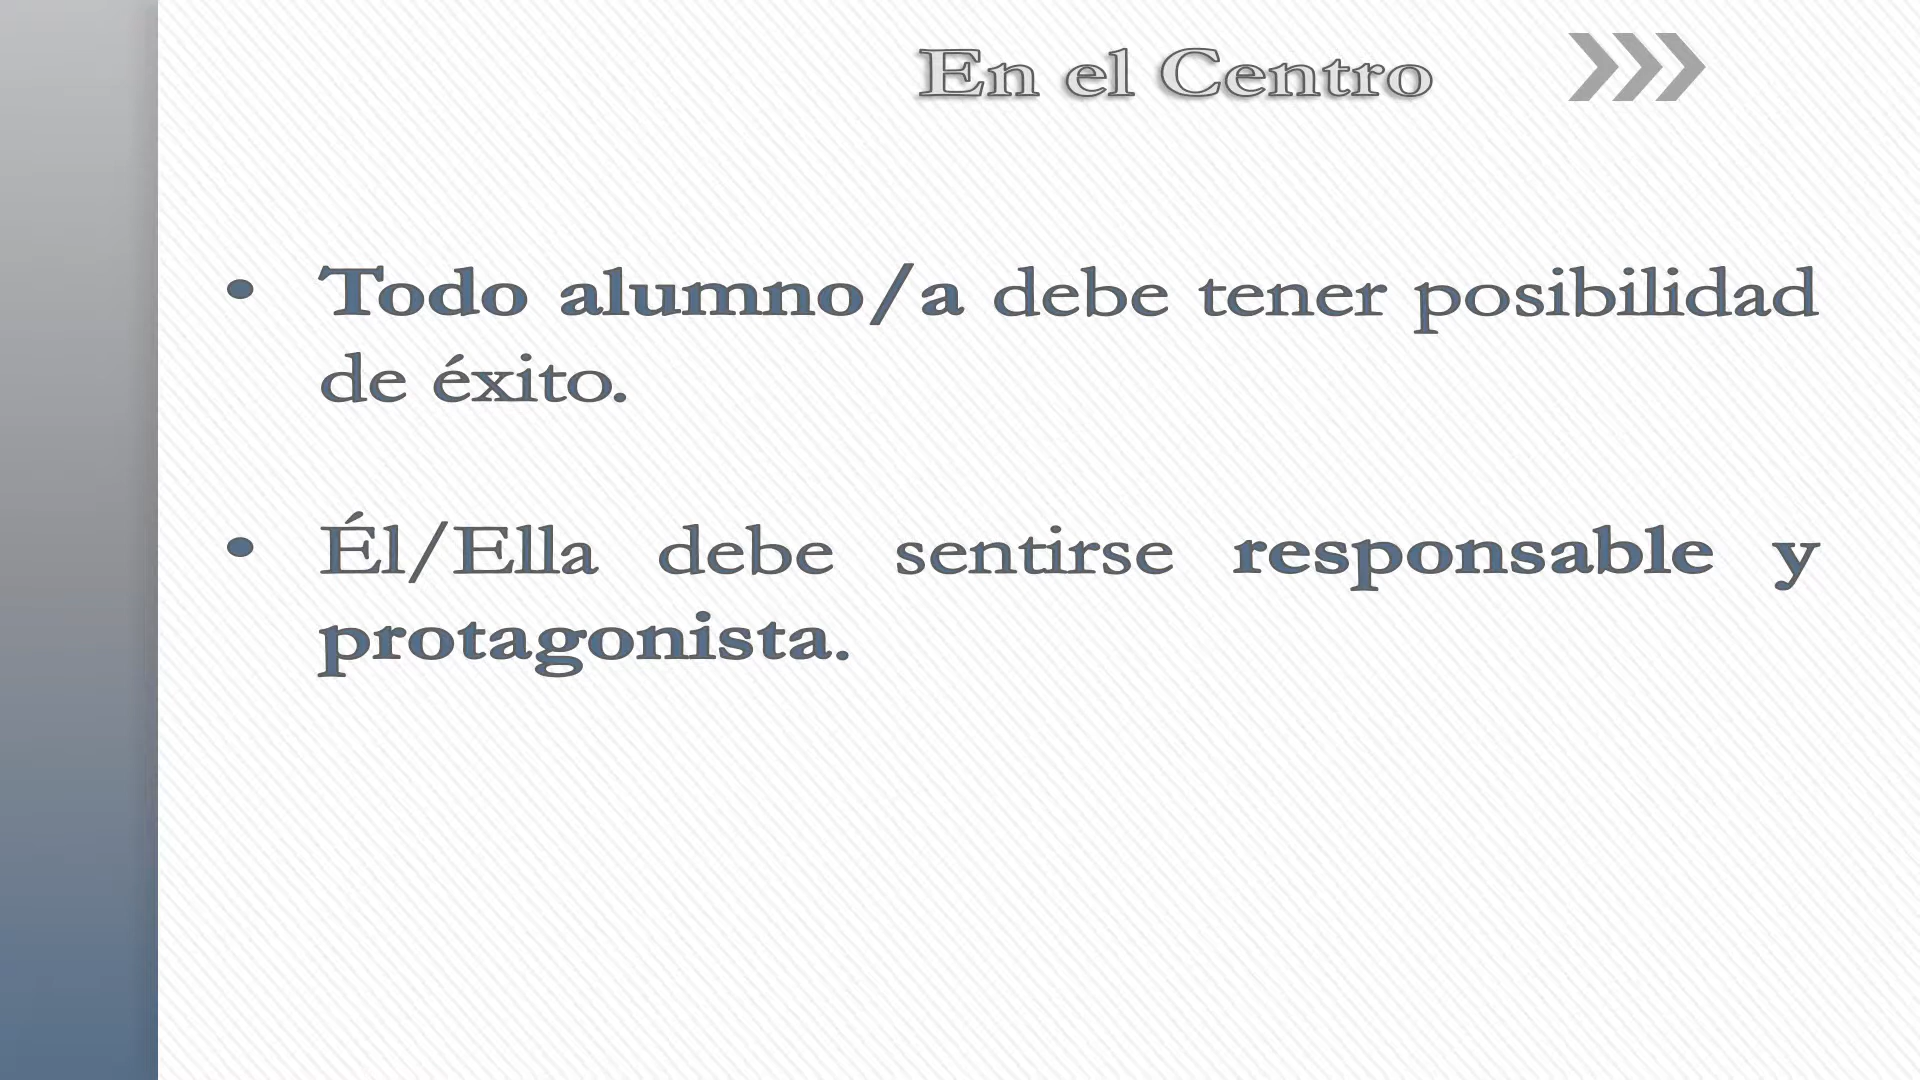 En el Centro
• Todo alumno/a debe tener posibilidad
de éxito.
• Él/Ella debe sentirse responsable y
protagonista.